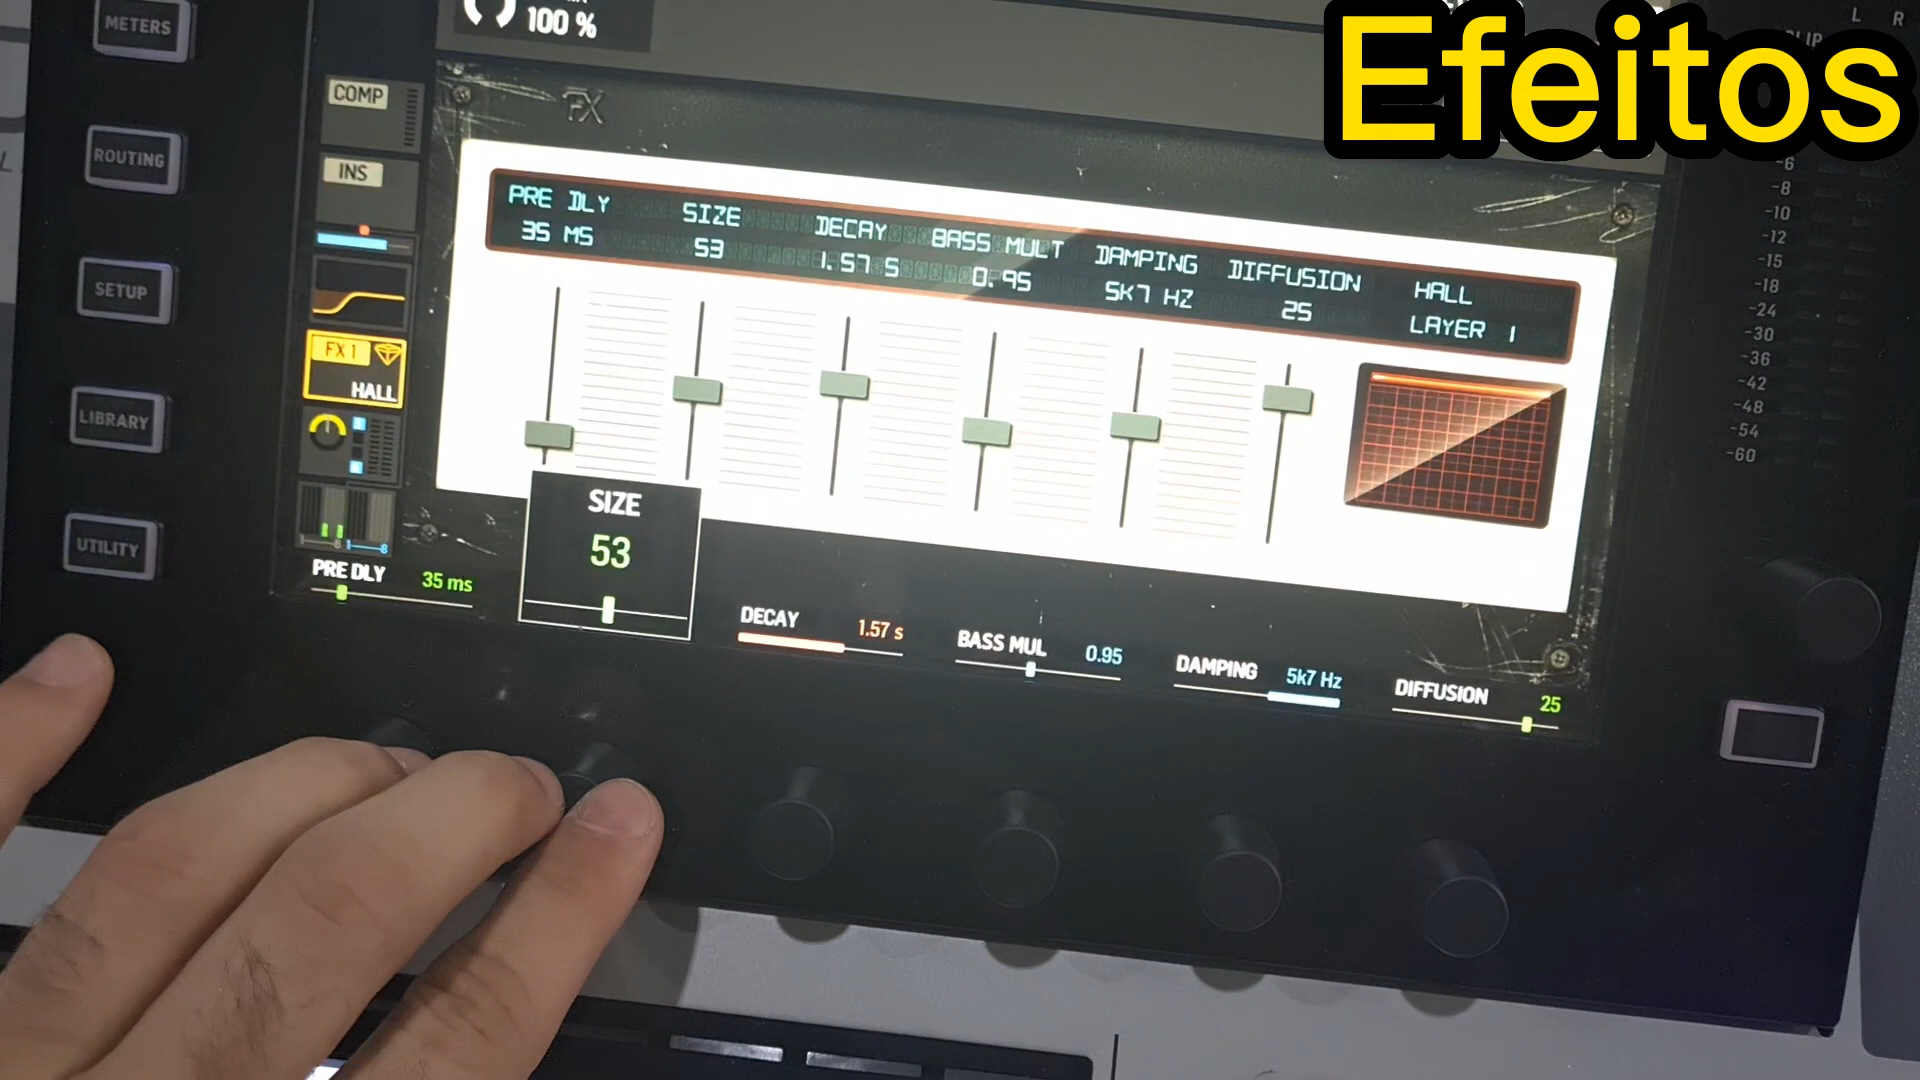 Efeitos
L R
CLIP
-6
-8
-10
-12
-15
-18
-24
-30
-36
-42
-48
-54
-60
METERS
ROUTING
SETUP
LIBRARY
UTILITY
100 %
FX
COMP
INS
FX 1
HALL
PRE DLY SIZE DECAY BASS MULT DAMPING DIFFUSION HALL
35 MS 53 1.57 S 0.95 5K7 HZ 25 LAYER 1
PRE DLY 35 ms
SIZE
53
DECAY 1.57 s
BASS MUL 0.95
DAMPING 5k7 Hz
DIFFUSION 25